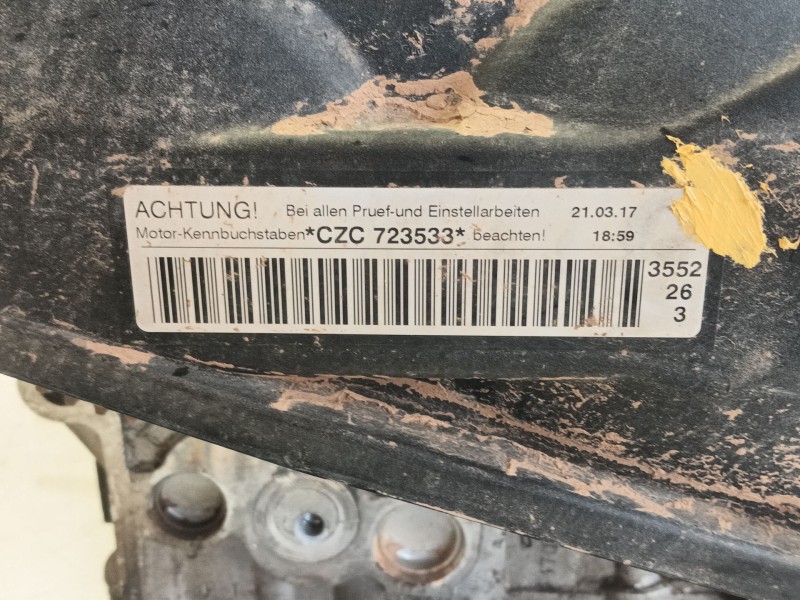 ACHTUNG! Bei allen Pruef-und Einstellarbeiten 21.03.17
Motor-Kennbuchstaben *CZC 723533* beachten! 18:59
3552
26
3